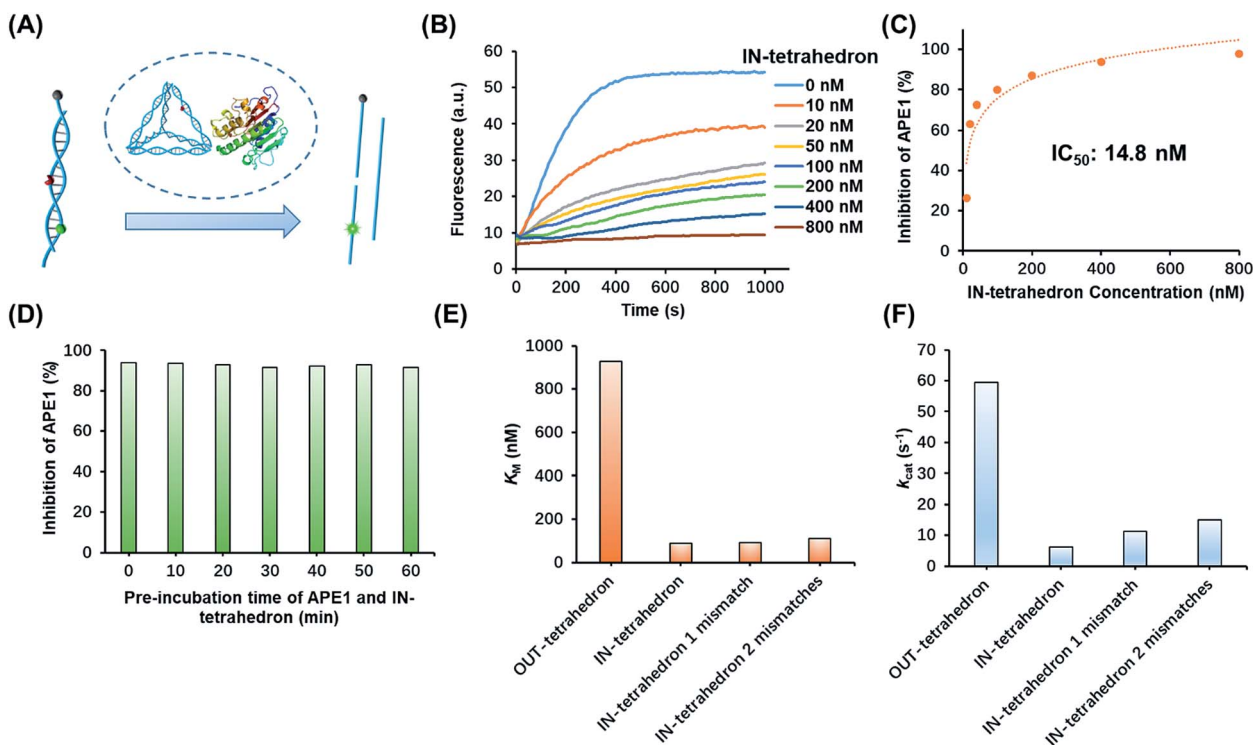 (A)
(B)
IN-tetrahedron
Fluorescence (a.u.)
60
50
40
30
20
10
0
0 200 400 600 800 1000
Time (s)
0 nM
10 nM
20 nM
50 nM
100 nM
200 nM
400 nM
800 nM
(C)
Inhibition of APE1 (%)
100
80
60
40
20
0
0 200 400 600 800
IN-tetrahedron Concentration (nM)
IC50: 14.8 nM
(D)
Inhibition of APE1 (%)
100
80
60
40
20
0
0 10 20 30 40 50 60
Pre-incubation time of APE1 and IN-
tetrahedron (min)
(E)
KM (nM)
1000
800
600
400
200
0
OUT-tetrahedron
IN-tetrahedron
IN-tetrahedron 1 mismatch
IN-tetrahedron 2 mismatches
(F)
kcat (s-1)
70
60
50
40
30
20
10
0
OUT-tetrahedron
IN-tetrahedron
IN-tetrahedron 1 mismatch
IN-tetrahedron 2 mismatches